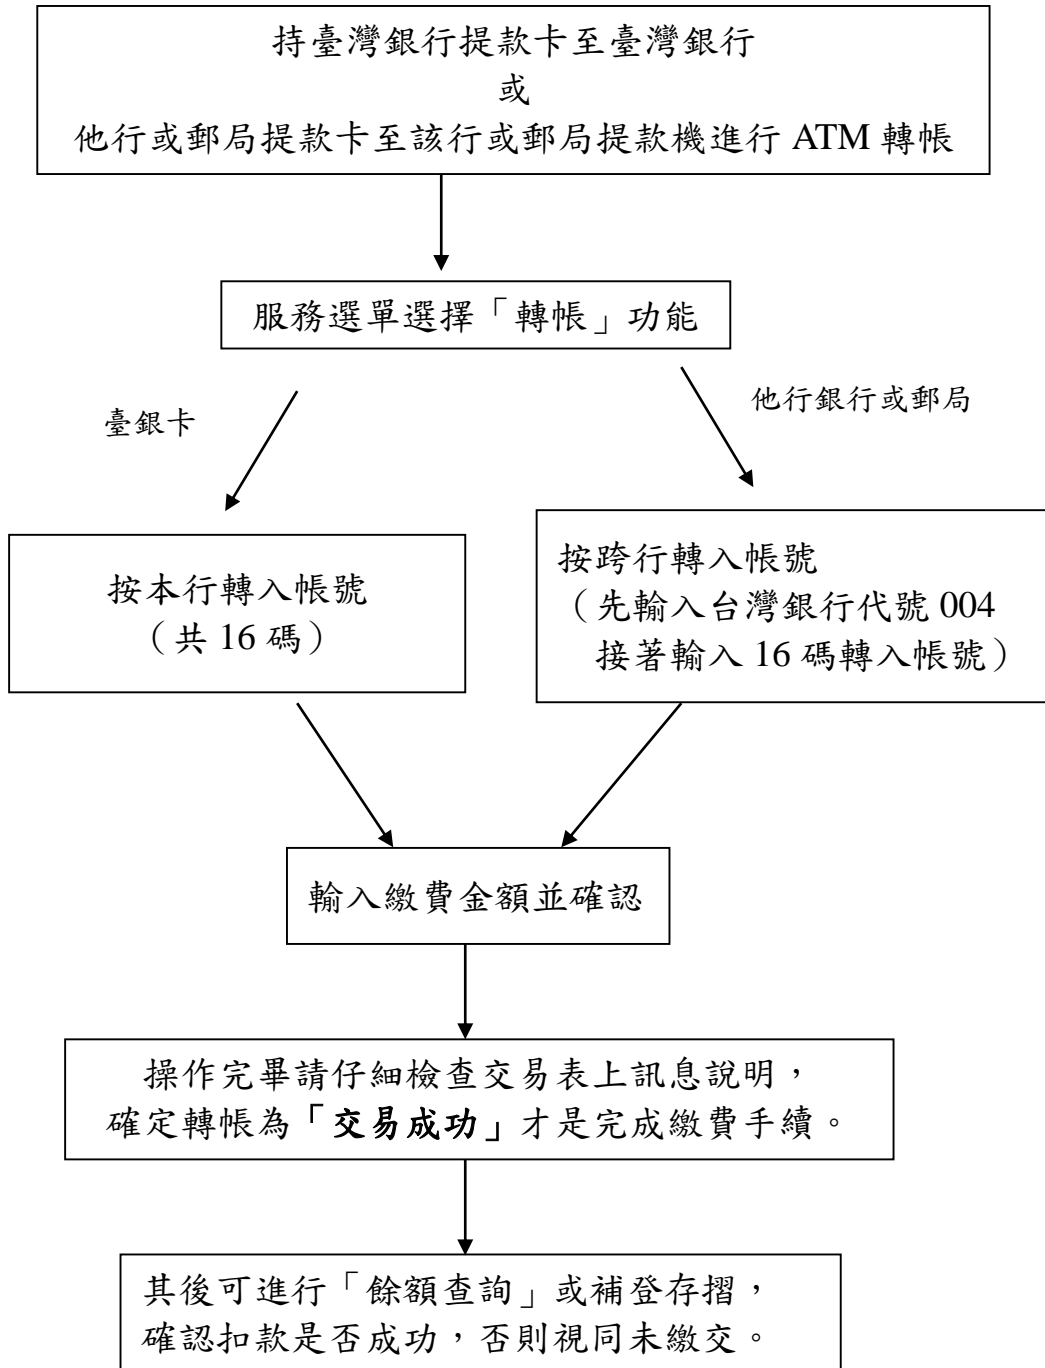 持臺灣銀行提款卡至臺灣銀行
或
他行或郵局提款卡至該行或郵局提款機進行 ATM 轉帳
服務選單選擇「轉帳」功能
臺銀卡
他行銀行或郵局
按本行轉入帳號
（共 16 碼）
按跨行轉入帳號
（先輸入台灣銀行代號 004
接著輸入 16 碼轉入帳號）
輸入繳費金額並確認
操作完畢請仔細檢查交易表上訊息說明，
確定轉帳為「交易成功」才是完成繳費手續。
其後可進行「餘額查詢」或補登存摺，
確認扣款是否成功，否則視同未繳交。